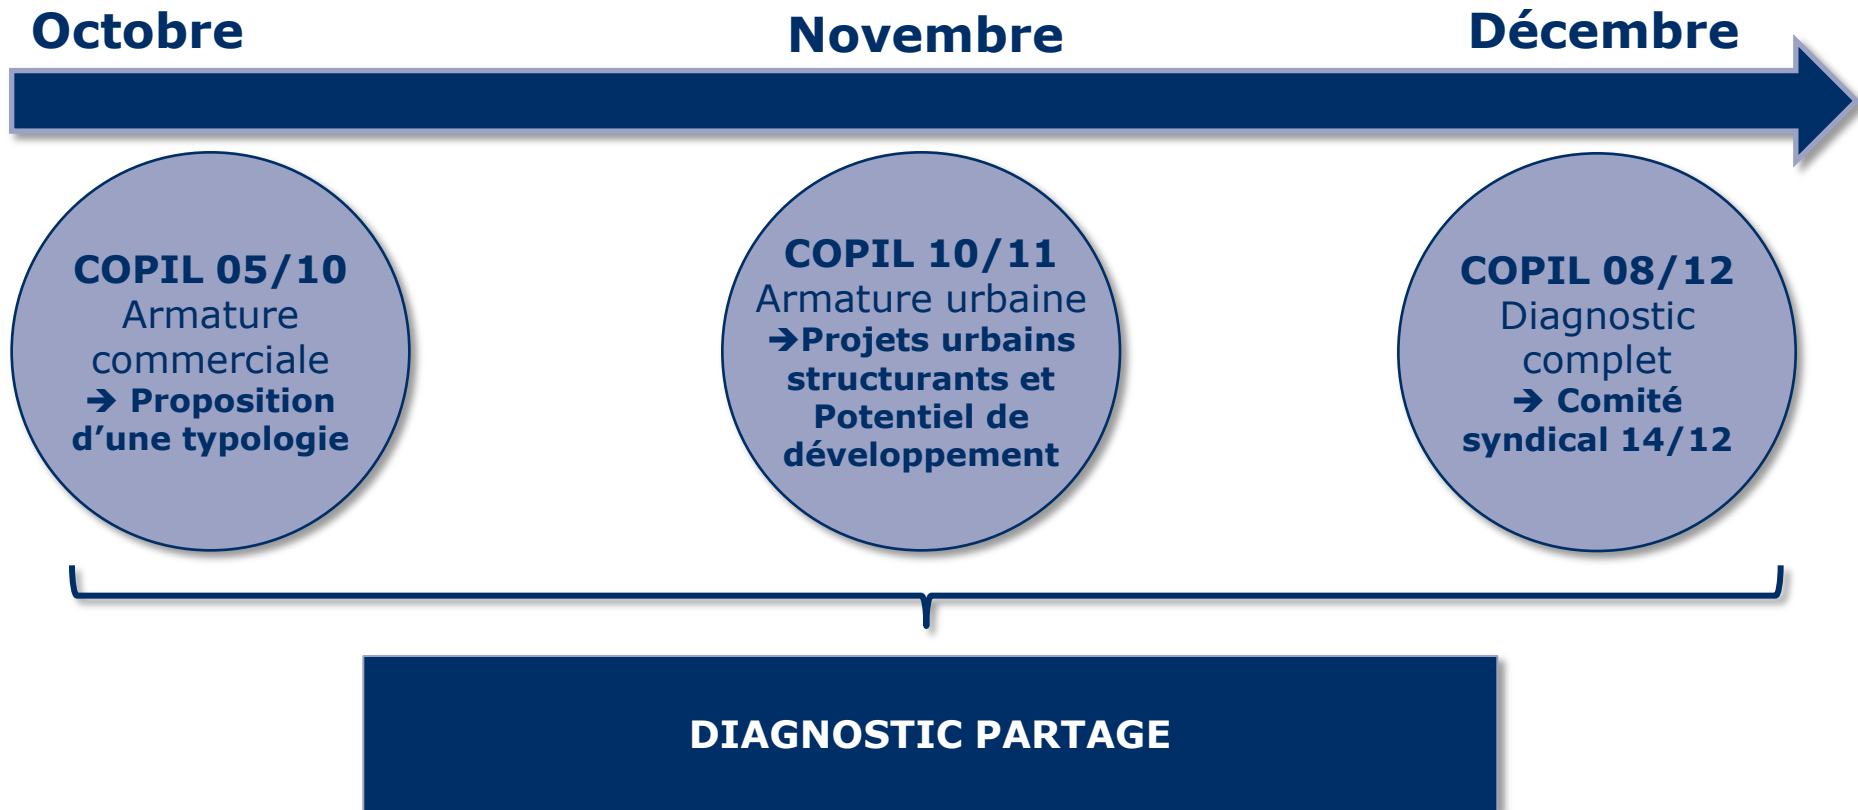 Octobre
Novembre
Décembre
COPIL 05/10
Armature
commerciale
➔ Proposition
d’une typologie
COPIL 10/11
Armature urbaine
➔Projets urbains
structurants et
Potentiel de
développement
COPIL 08/12
Diagnostic
complet
➔ Comité
syndical 14/12
DIAGNOSTIC PARTAGE